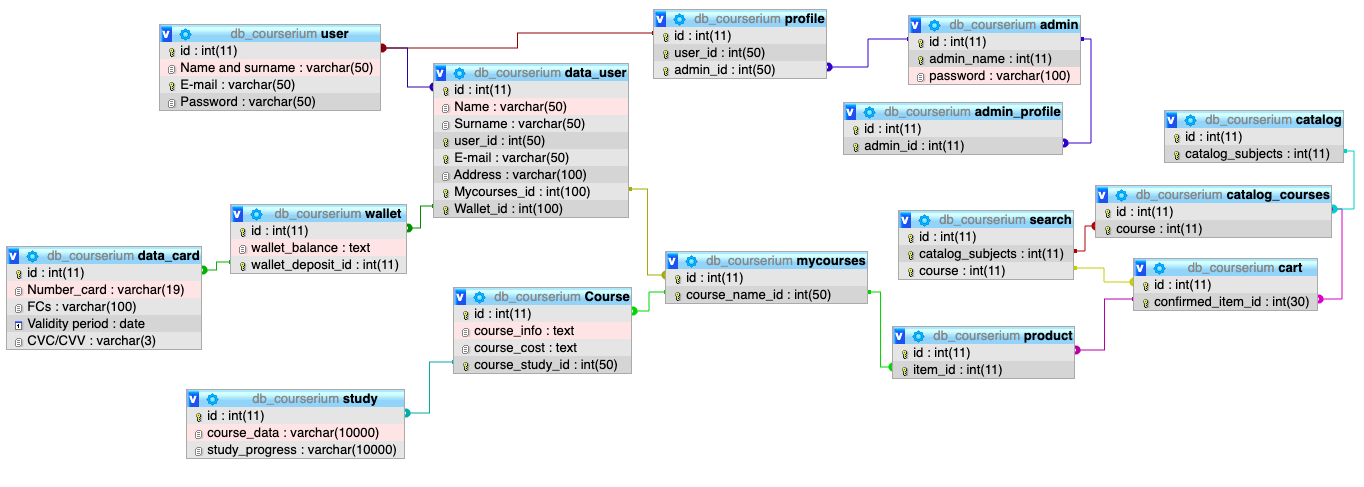 db_courserium user
id : int(11)
Name and surname : varchar(50)
E-mail : varchar(50)
Password : varchar(50)
db_courserium data_user
id : int(11)
Name : varchar(50)
Surname : varchar(50)
user_id : int(50)
E-mail : varchar(50)
Address : varchar(100)
Mycourses_id : int(100)
Wallet_id : int(100)
db_courserium profile
id : int(11)
user_id : int(50)
admin_id : int(50)
db_courserium admin
id : int(11)
admin_name : int(11)
password : varchar(100)
db_courserium admin_profile
id : int(11)
admin_id : int(11)
db_courserium catalog
id : int(11)
catalog_subjects : int(11)
db_courserium catalog_courses
id : int(11)
course : int(11)
db_courserium search
id : int(11)
catalog_subjects : int(11)
course : int(11)
db_courserium cart
id : int(11)
confirmed_item_id : int(30)
db_courserium wallet
id : int(11)
wallet_balance : text
wallet_deposit_id : int(11)
db_courserium data_card
id : int(11)
Number_card : varchar(19)
FCs : varchar(100)
Validity period : date
CVC/CVV : varchar(3)
db_courserium mycourses
id : int(11)
course_name_id : int(50)
db_courserium Course
id : int(11)
course_info : text
course_cost : text
course_study_id : int(50)
db_courserium product
id : int(11)
item_id : int(11)
db_courserium study
id : int(11)
course_data : varchar(10000)
study_progress : varchar(10000)